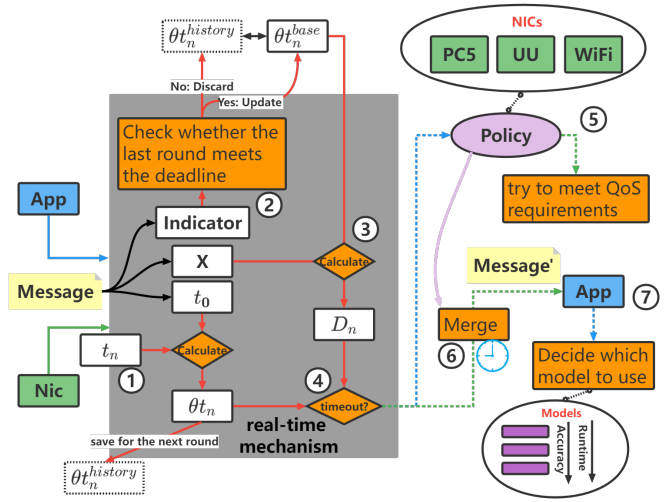 θt_n^{history}
θt_n^{base}
NICs
PC5
UU
WiFi
No: Discard
Yes: Update
Check whether the
last round meets
the deadline
Policy
5
try to meet QoS
requirements
App
2
Indicator
3
X
Calculate
Message'
Message
t_0
App
7
D_n
Merge
t_n
Calculate
6
Nic
1
4
Decide which
model to use
θt_n
timeout?
real-time
mechanism
save for the next round
Models
θt_n^{history}
Accuracy
Runtime